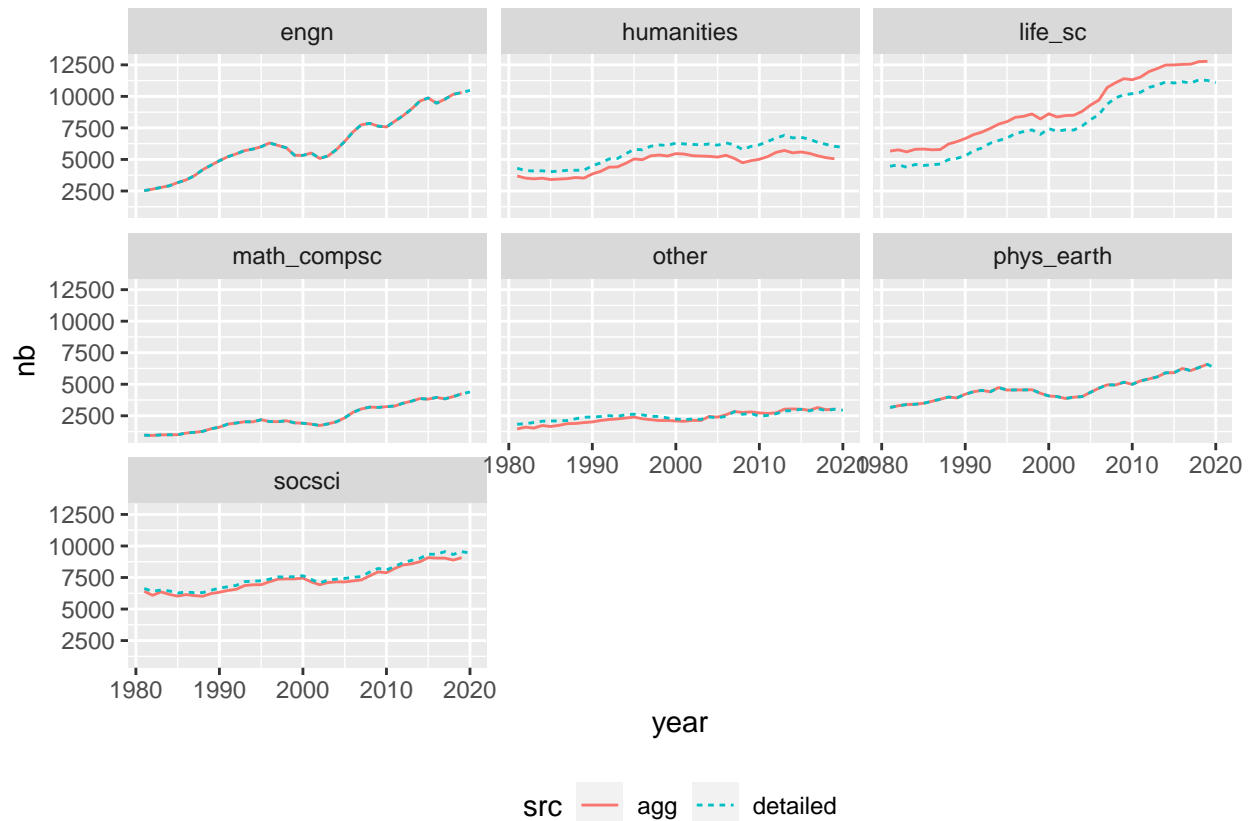 engn humanities life_sc
12500
10000
7500
5000
2500
math_compsc other phys_earth
12500
10000
7500
5000
2500
1980 1990 2000 2010 2020 1980 1990 2000 2010 2020
socsci
12500
10000
7500
5000
2500
1980 1990 2000 2010 2020
nb
year
src agg detailed